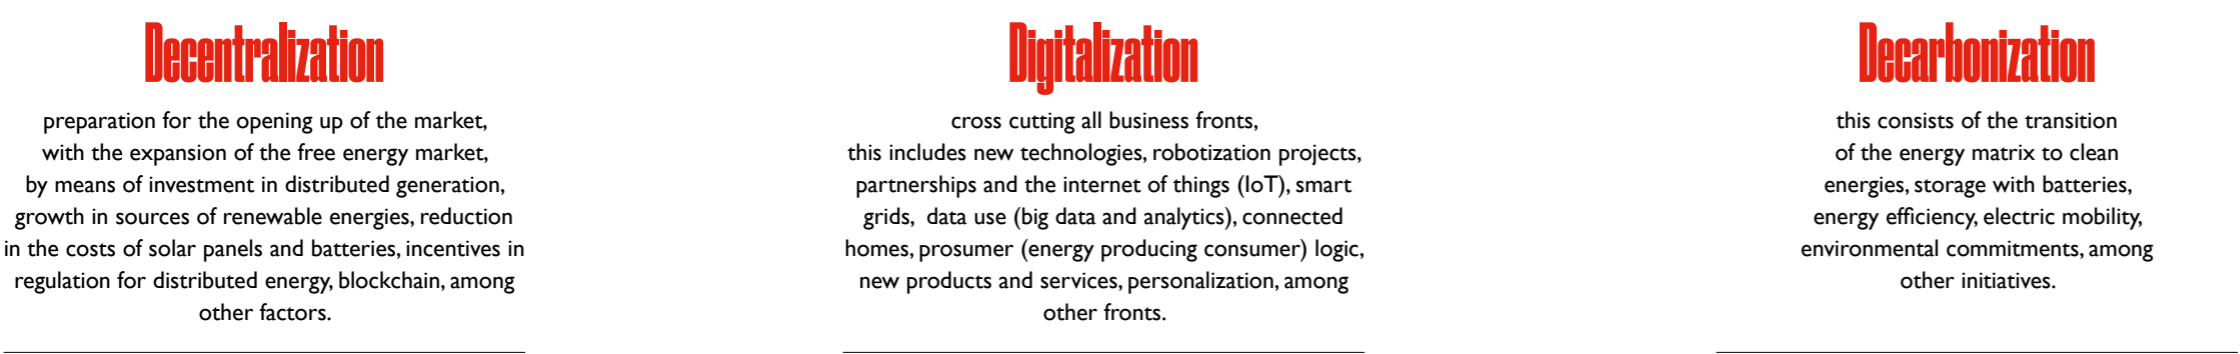 Decentralization
preparation for the opening up of the market,
with the expansion of the free energy market,
by means of investment in distributed generation,
growth in sources of renewable energies, reduction
in the costs of solar panels and batteries, incentives in
regulation for distributed energy, blockchain, among
other factors.
Digitalization
cross cutting all business fronts,
this includes new technologies, robotization projects,
partnerships and the internet of things (IoT), smart
grids,  data use (big data and analytics), connected
homes, prosumer (energy producing consumer) logic,
new products and services, personalization, among
other fronts.
Decarbonization
this consists of the transition
of the energy matrix to clean
energies, storage with batteries,
energy efficiency, electric mobility,
environmental commitments, among
other initiatives.